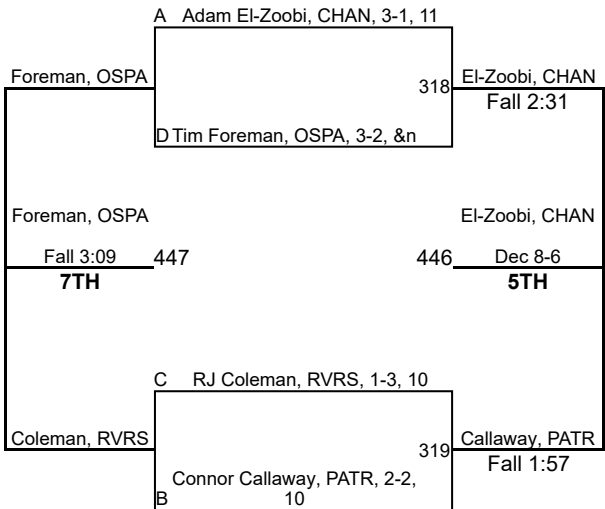 A Adam El-Zoobi, CHAN, 3-1, 11
Foreman, OSPA
318
El-Zoobi, CHAN
Fall 2:31
D Tim Foreman, OSPA, 3-2, &n
Foreman, OSPA
El-Zoobi, CHAN
Fall 3:09
447
446
Dec 8-6
7TH
5TH
C RJ Coleman, RVRS, 1-3, 10
Coleman, RVRS
319
Callaway, PATR
Fall 1:57
Connor Callaway, PATR, 2-2,
B 10